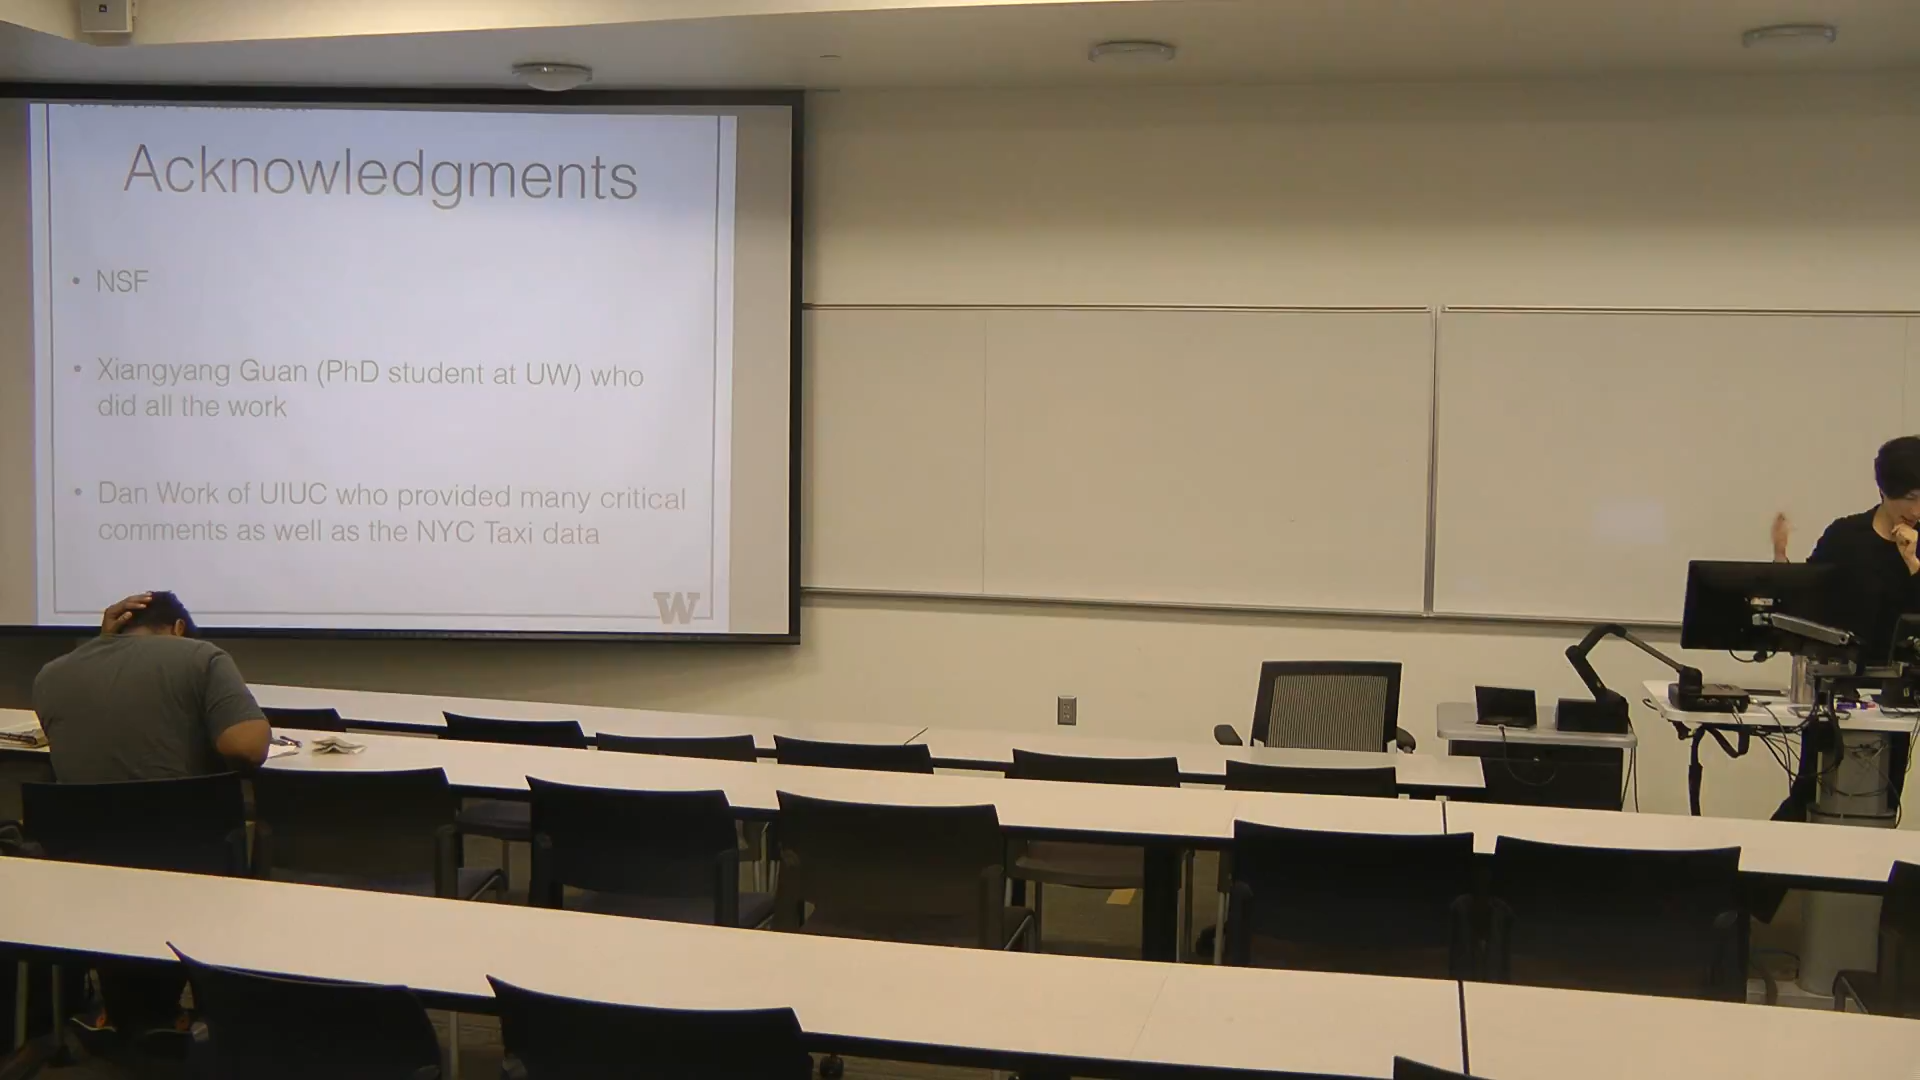 Acknowledgments
• NSF
• Xiangyang Guan (PhD student at UW) who
did all the work
• Dan Work of UIUC who provided many critical
comments as well as the NYC Taxi data
W